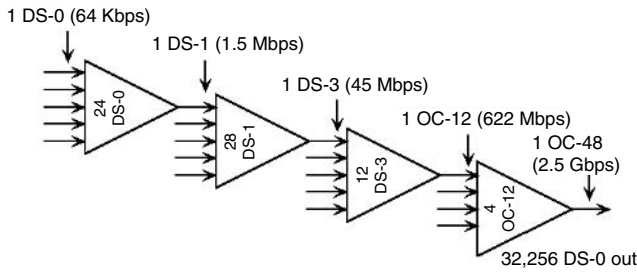 1 DS-0 (64 Kbps)
1 DS-1 (1.5 Mbps)
1 DS-3 (45 Mbps)
1 OC-12 (622 Mbps)
1 OC-48
(2.5 Gbps)
24
DS-0
28
DS-1
12
DS-3
4
OC-12
32,256 DS-0 out